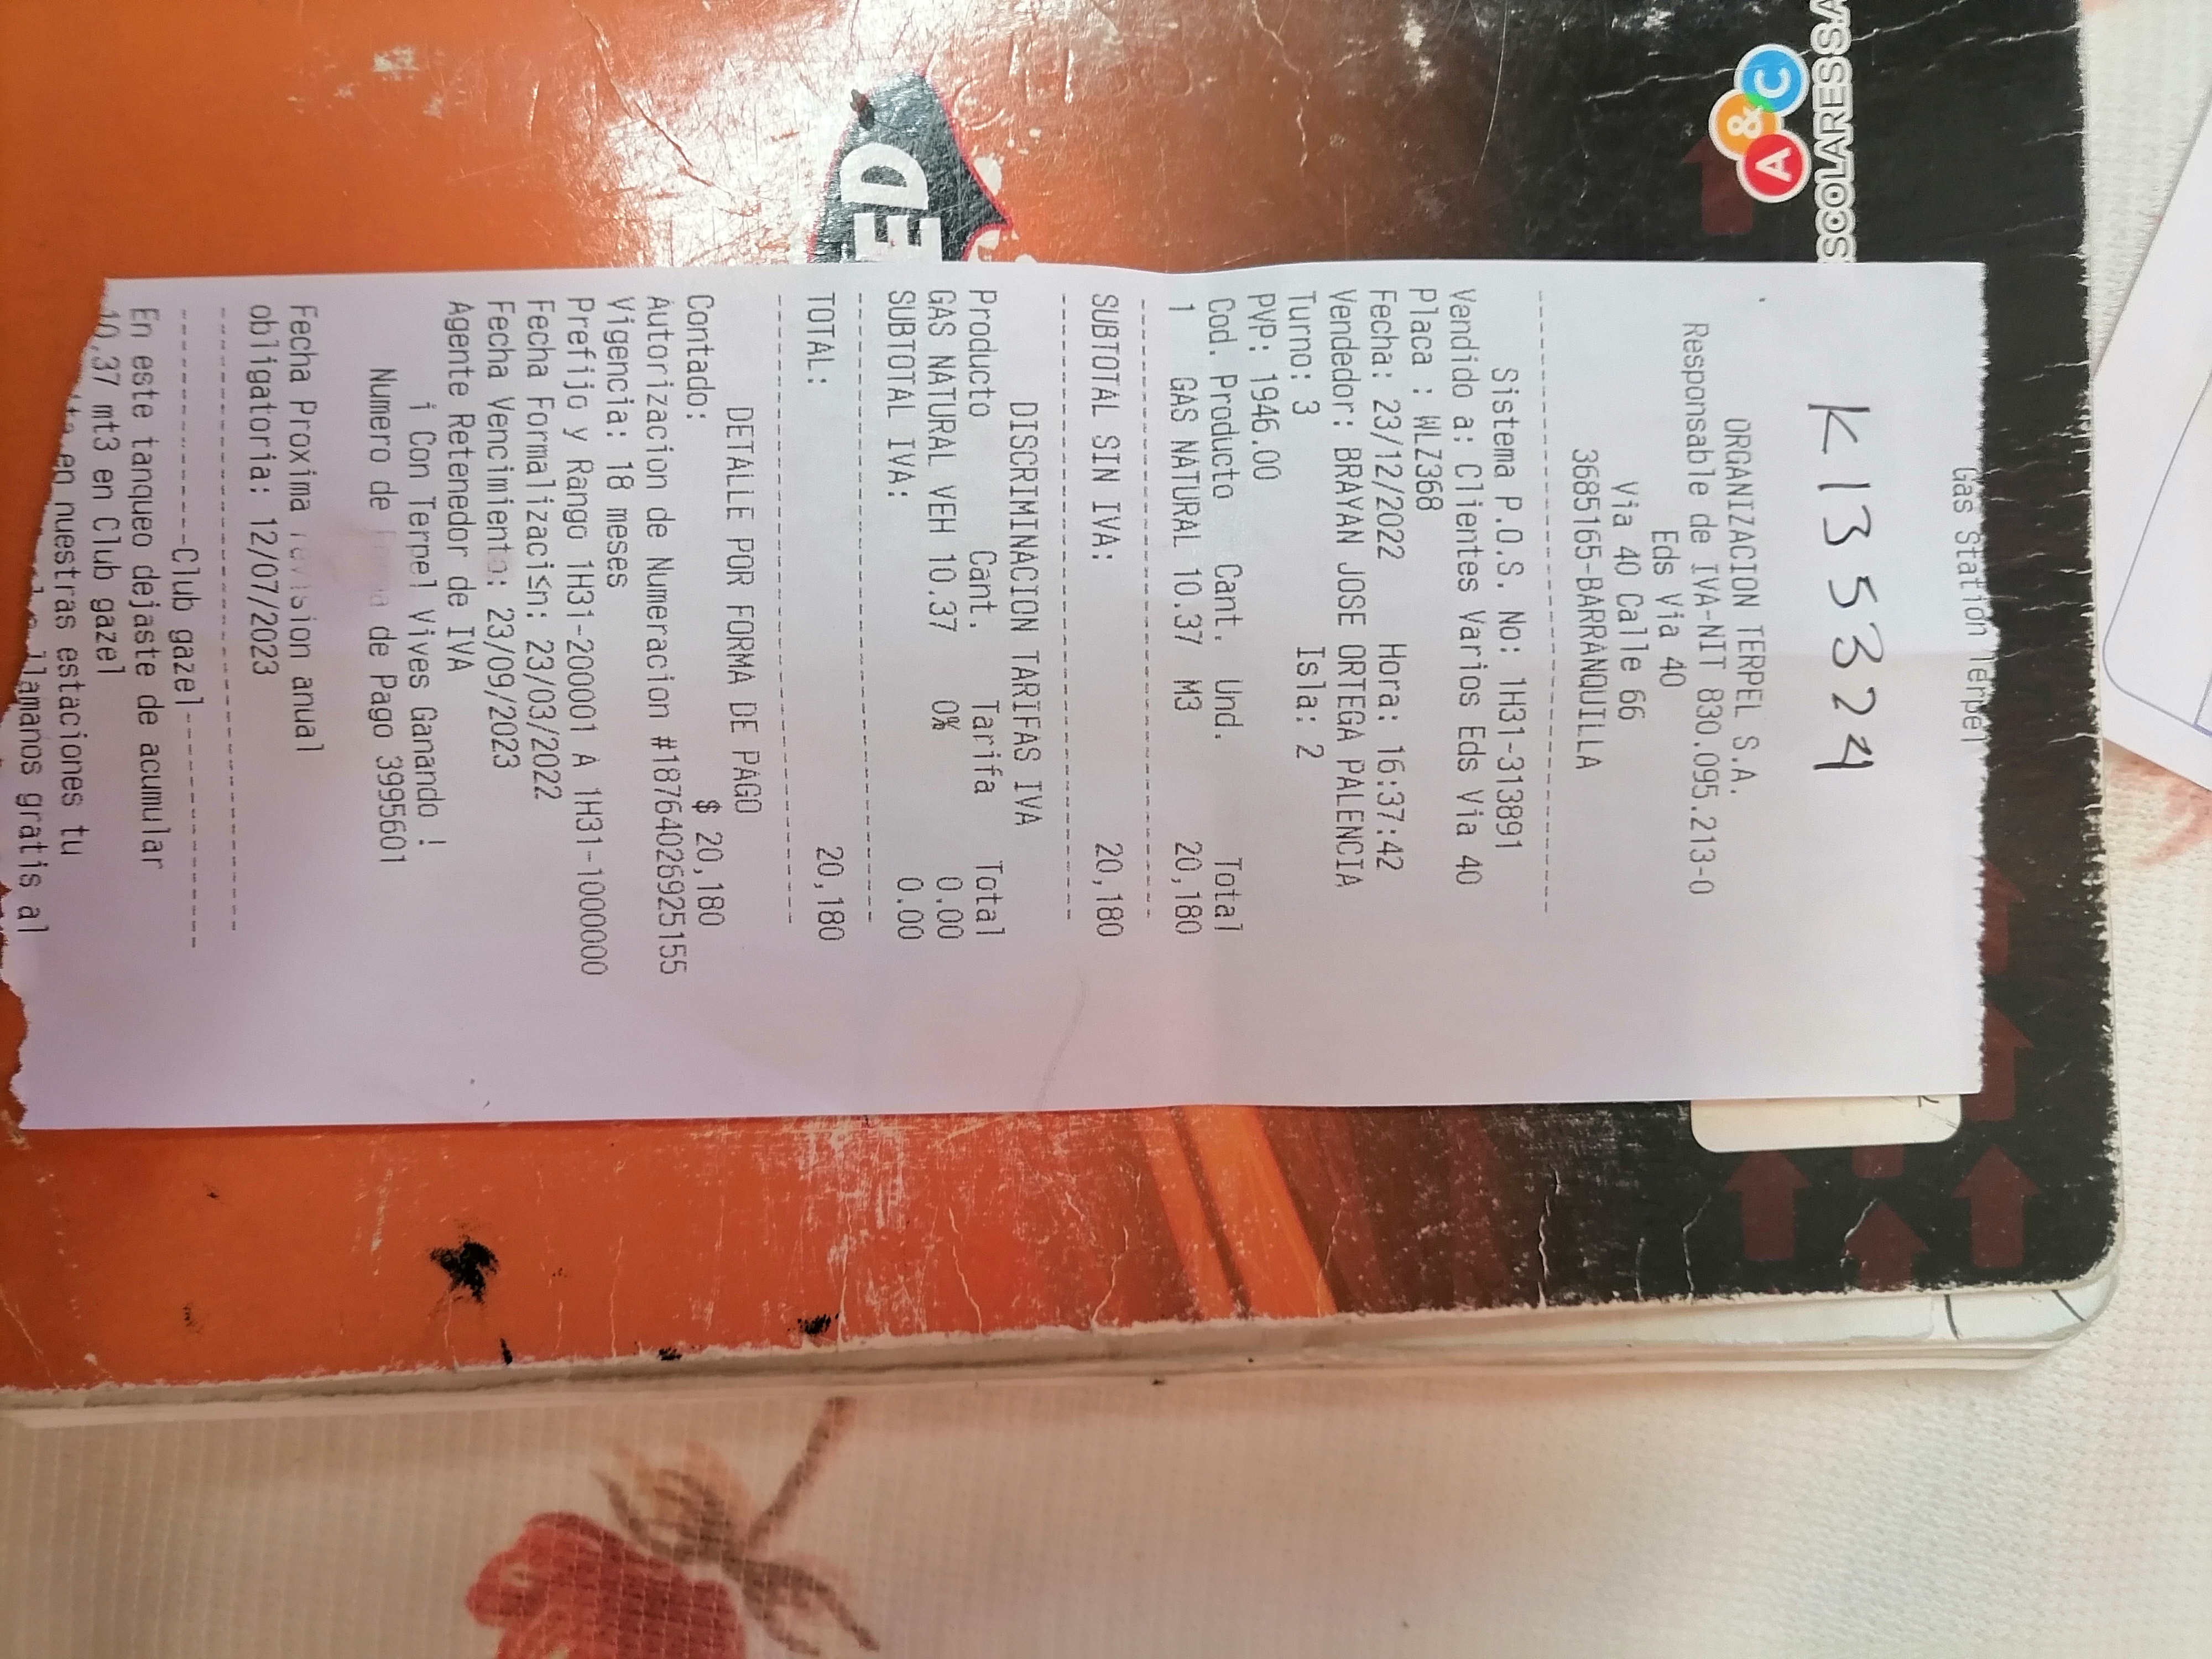 Gas Station Terpel
K135324
ORGANIZACION TERPEL S.A.
Responsable de IVA-NIT 830.095.213-0
Eds Via 40
Via 40 Calle 66
3685165-BARRANQUILLA
Sistema P.O.S. No: 1H31-313891
Vendido a: Clientes Varios Eds Via 40
Placa : WLZ368
Fecha: 23/12/2022 Hora: 16:37:42
Vendedor: BRAYAN JOSE ORTEGA PALENCIA
Turno: 3 Isla: 2
PVP: 1946.00
Cod. Producto Cant. Und. Total
1 GAS NATURAL 10.37 M3 20,180
SUBTOTAL SIN IVA: 20,180
DISCRIMINACION TARIFAS IVA
Producto Cant. Tarifa Total
GAS NATURAL VEH 10.37 0% 0.00
SUBTOTAL IVA: 0.00
TOTAL: 20,180
DETALLE POR FORMA DE PAGO
Contado: $ 20,180
Autorizacion de Numeracion #18764026925155
Vigencia: 18 meses
Prefijo y Rango 1H31-200001 A 1H31-1000000
Fecha Formalizaci≤n: 23/03/2022
Fecha Vencimiento: 23/09/2023
Agente Retenedor de IVA
¡ Con Terpel Vives Ganando !
Numero de Forma de Pago 3995601
Fecha Proxima revision anual
obligatoria: 12/07/2023
Club gazel
En este tanqueo dejaste de acumular
10,37 mt3 en Club gazel
en nuestras estaciones tu
llamanos gratis al
A&C
ESCOLARES S.A
ED